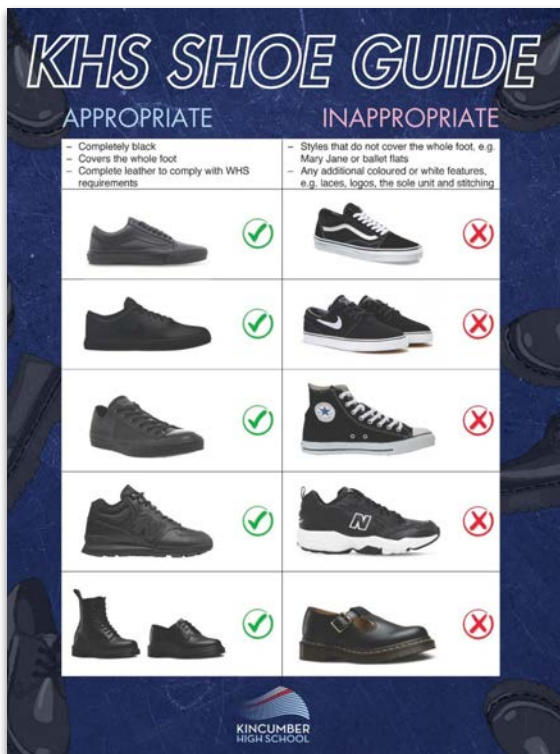 KHS SHOE GUIDE
APPROPRIATE
INAPPROPRIATE
– Completely black
– Covers the whole foot
– Complete leather to comply with WHS
requirements
– Styles that do not cover the whole foot, e.g.
Mary Jane or ballet flats
– Any additional coloured or white features,
e.g. laces, logos, the sole unit and stitching
N
KINCUMBER
HIGH SCHOOL